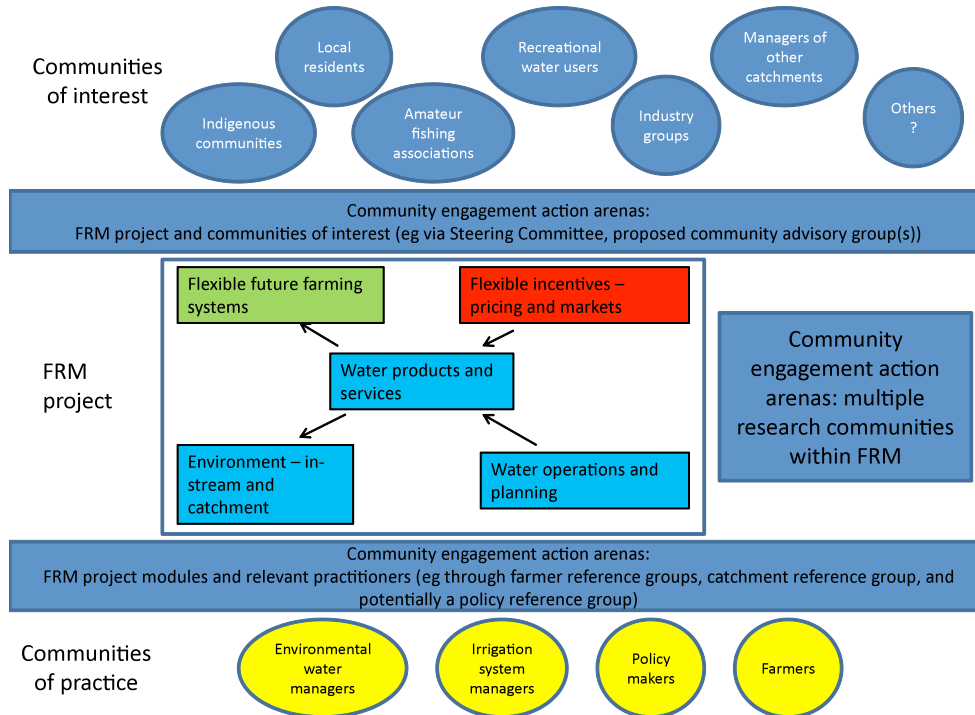 Communities
of interest
Local
residents
Recreational
water users
Managers of
other
catchments
Indigenous
communities
Amateur
fishing
associations
Industry
groups
Others
?
Community engagement action arenas:
FRM project and communities of interest (eg via Steering Committee, proposed community advisory group(s))
FRM
project
Flexible future farming
systems
Flexible incentives –
pricing and markets
Water products and
services
Environment – in-
stream and
catchment
Water operations and
planning
Community
engagement action
arenas: multiple
research communities
within FRM
Community engagement action arenas:
FRM project modules and relevant practitioners (eg through farmer reference groups, catchment reference group, and
potentially a policy reference group)
Communities
of practice
Environmental
water
managers
Irrigation
system
managers
Policy
makers
Farmers